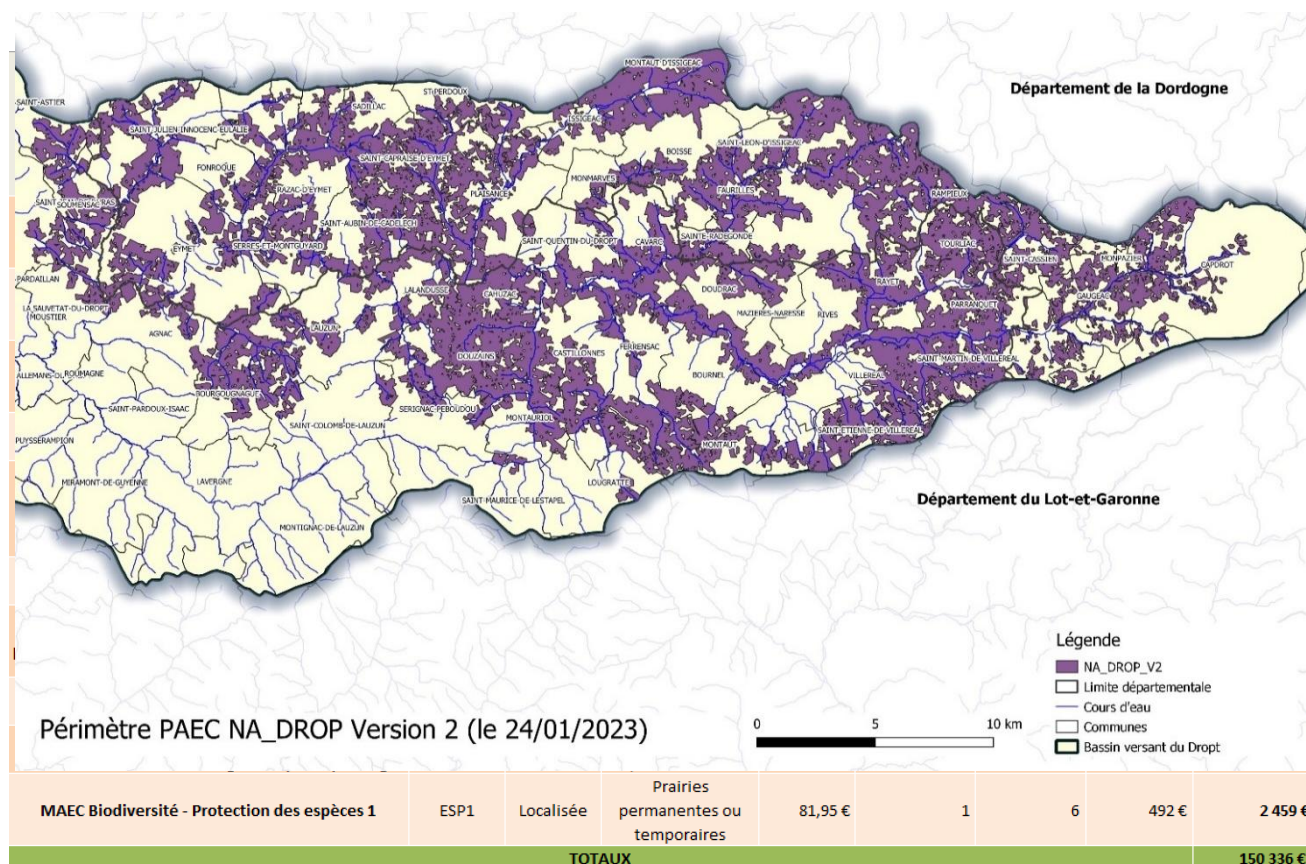 Département de la Dordogne
MONTAUT-D'ISSIGEAC
SAINT-ASTIER
ST-PERDOUX
SADILLAC
ISSIGEAC
SAINT-JULIEN-INNOCENC-EULALIE
SAINT-LEON-D'ISSIGEAC
BOISSE
SAINT-CAPRAISE-D'EYMET
FONROQUE
MONMARVES
RAZAC-D'EYMET
FAURILLES
PLAISANCE
RAMPIEUX
SOUMENSAC
SAINT-AUBIN-DE-CADELECH
SAINTE-RADEGONDE
SAINT-QUENTIN-DU-DROPT
CAVARC
TOURLIAC
EYMET
SERRES-ET-MONTGUYARD
SAINT-CASSIEN
MONPAZIER
CAPDROT
PARDAILLAN
LALANDUSSE
CAHUZAC
DOUDRAC
RAYET
GAUGEAC
LA SAUVETAT-DU-DROPT
MOUSTIER
PARRANQUET
MAZIERES-NARESSE
RIVES
AGNAC
LAUZUN
FERRENSAC
DOUZAINS
CASTILLONNES
SAINT-MARTIN-DE-VILLEREAL
ROUMAGNE
BOURNEL
VILLEREAL
BOURGOUGNAGUE
SAINT-PARDOUX-ISAAC
SERIGNAC-PEBOUDOU
MONTAURIOL
SAINT-COLOMB-DE-LAUZUN
SAINT-ETIENNE-DE-VILLEREAL
PUYSSERAMPION
MONTAUT
MIRAMONT-DE-GUYENNE
LAVERGNE
LOUGRATTE
SAINT-MAURICE-DE-LESTAPEL
Département du Lot-et-Garonne
MONTIGNAC-DE-LAUZUN
Légende
NA_DROP_V2
Limite départementale
Cours d'eau
Communes
Bassin versant du Dropt
Périmètre PAEC NA_DROP Version 2 (le 24/01/2023)
0 5 10 km
MAEC Biodiversité - Protection des espèces 1 ESP1 Localisée Prairies permanentes ou temporaires 81,95 € 1 6 492 € 2 459 €
TOTAUX 150 336 €